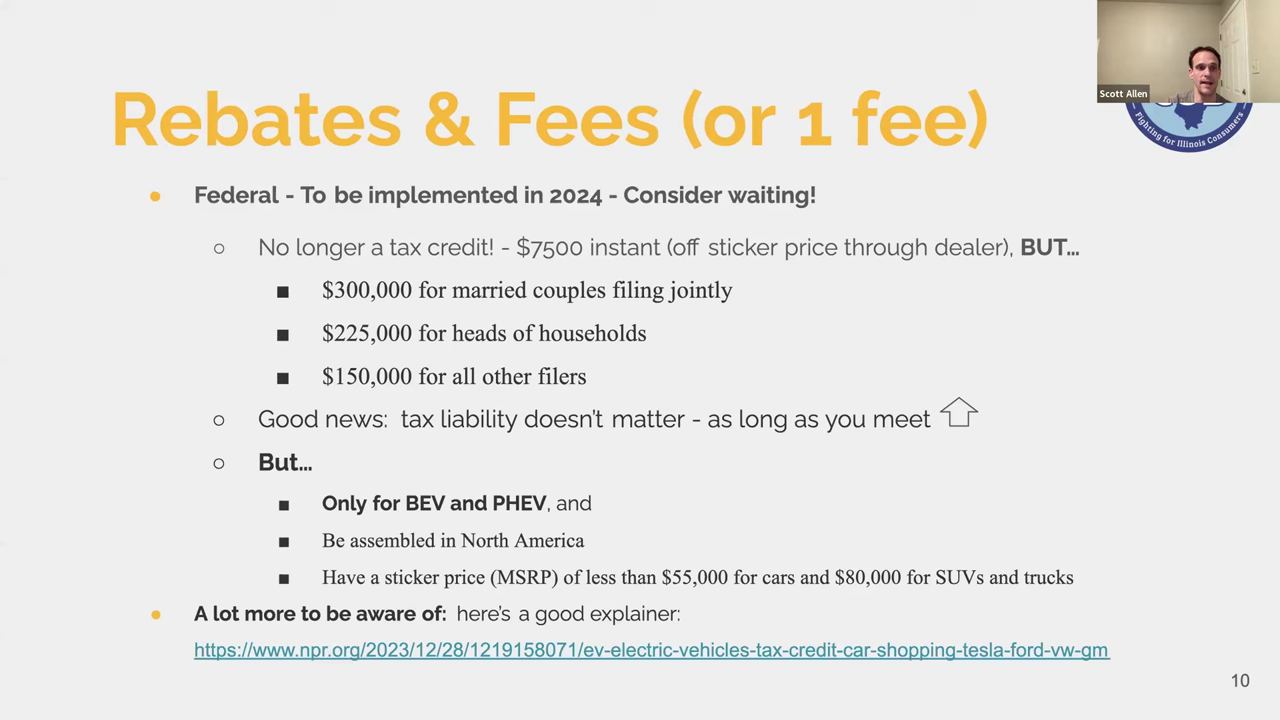 Scott Allen
Fighting for Illinois Consumers
Rebates & Fees (or 1 fee)
● Federal - To be implemented in 2024 - Consider waiting!
○ No longer a tax credit! - $7500 instant (off sticker price through dealer), BUT…
■ $300,000 for married couples filing jointly
■ $225,000 for heads of households
■ $150,000 for all other filers
○ Good news: tax liability doesn't matter - as long as you meet
○ But…
■ Only for BEV and PHEV, and
■ Be assembled in North America
■ Have a sticker price (MSRP) of less than $55,000 for cars and $80,000 for SUVs and trucks
● A lot more to be aware of: here's a good explainer:
https://www.npr.org/2023/12/28/1219158071/ev-electric-vehicles-tax-credit-car-shopping-tesla-ford-vw-gm
10